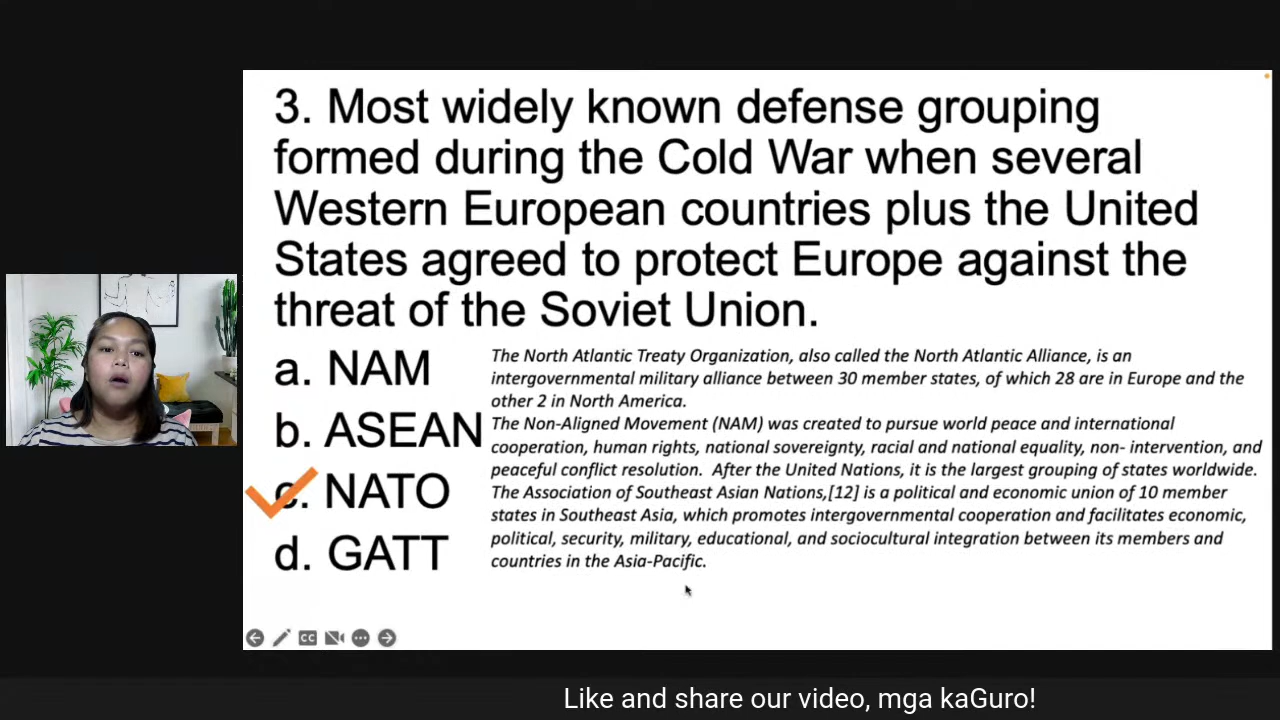 3. Most widely known defense grouping
formed during the Cold War when several
Western European countries plus the United
States agreed to protect Europe against the
threat of the Soviet Union.
a. NAM
b. ASEAN
c. NATO
d. GATT
The North Atlantic Treaty Organization, also called the North Atlantic Alliance, is an
intergovernmental military alliance between 30 member states, of which 28 are in Europe and the
other 2 in North America.
The Non-Aligned Movement (NAM) was created to pursue world peace and international
cooperation, human rights, national sovereignty, racial and national equality, non- intervention, and
peaceful conflict resolution.  After the United Nations, it is the largest grouping of states worldwide.
The Association of Southeast Asian Nations,[12] is a political and economic union of 10 member
states in Southeast Asia, which promotes intergovernmental cooperation and facilitates economic,
political, security, military, educational, and sociocultural integration between its members and
countries in the Asia-Pacific.
CC
Like and share our video, mga kaGuro!